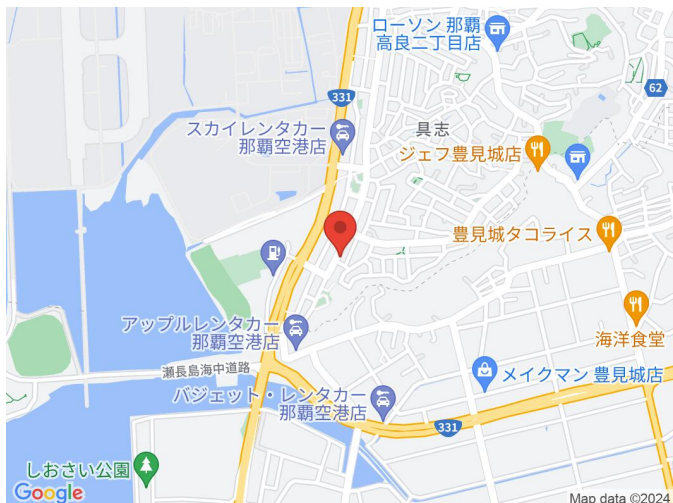 ローソン 那覇
高良二丁目店
331
62
スカイレンタカー
那覇空港店
具志
ジェフ豊見城店
豊見城タコライス
アップルレンタカー
那覇空港店
海洋食堂
瀬長島海中道路
メイクマン 豊見城店
バジェット・レンタカー
那覇空港店
331
しおさい公園
Google
Map data ©2024